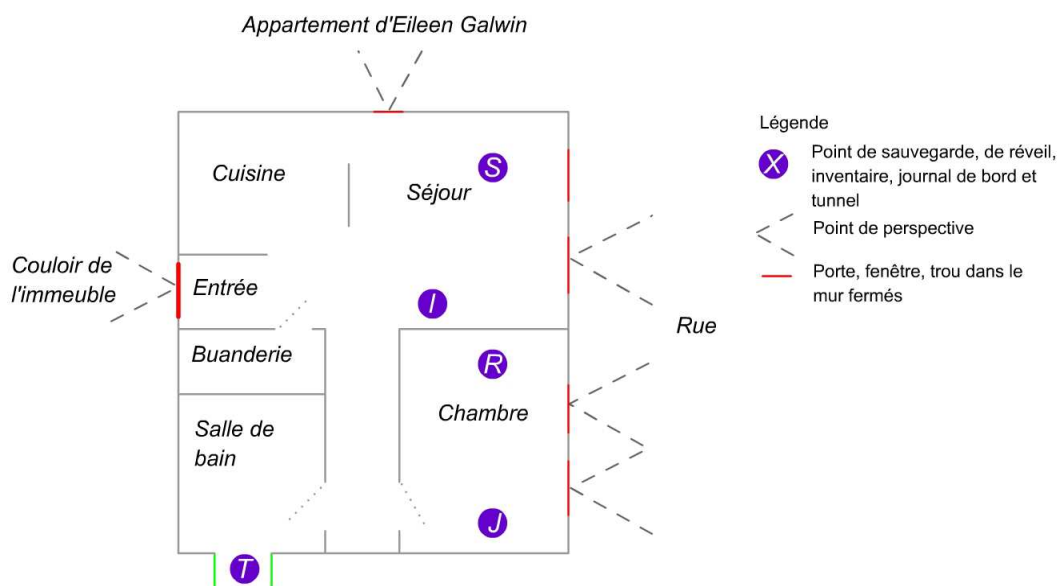 Appartement d'Eileen Galwin
Légende
X
Point de sauvegarde, de réveil,
inventaire, journal de bord et
tunnel
Point de perspective
Porte, fenêtre, trou dans le
mur fermés
Cuisine
S
Séjour
Couloir de
l'immeuble
Entrée
I
Rue
Buanderie
R
Chambre
Salle de
bain
J
T